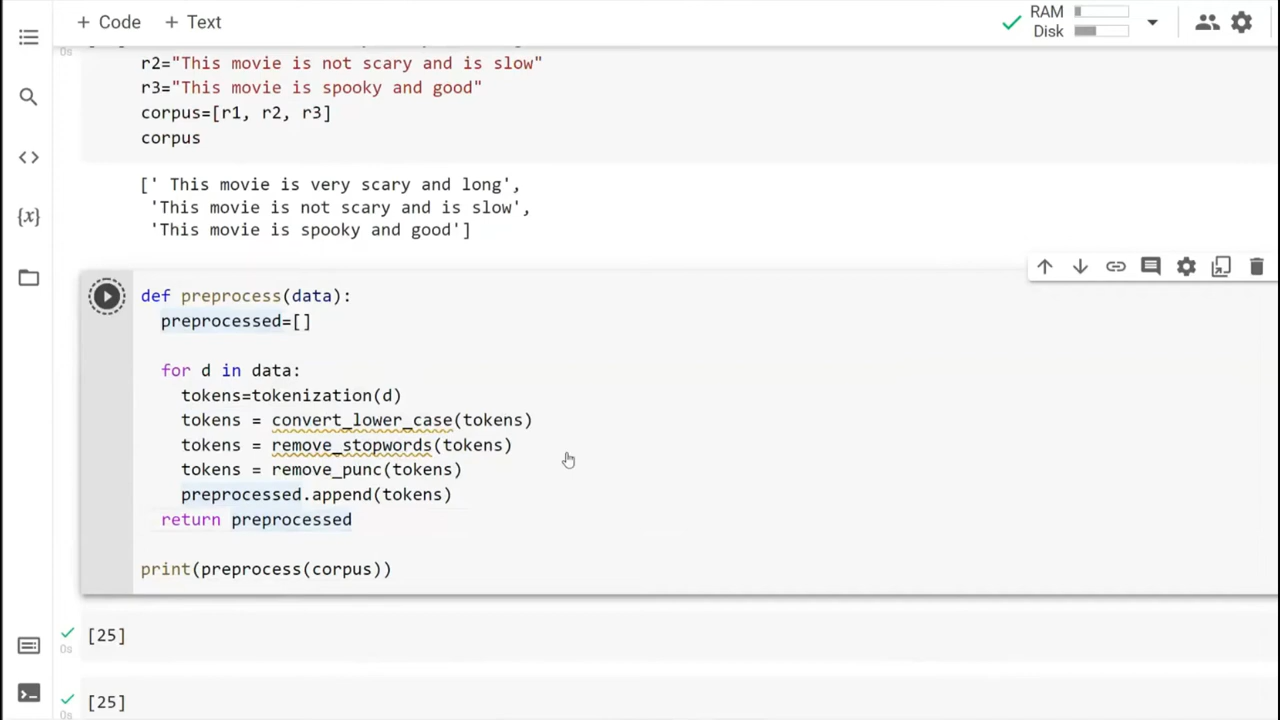 + Code + Text
RAM
Disk
0s
r2="This movie is not scary and is slow"
r3="This movie is spooky and good"
corpus=[r1, r2, r3]
corpus
[' This movie is very scary and long',
'This movie is not scary and is slow',
'This movie is spooky and good']
{x}
def preprocess(data):
preprocessed=[]
for d in data:
tokens=tokenization(d)
tokens = convert_lower_case(tokens)
tokens = remove_stopwords(tokens)
tokens = remove_punc(tokens)
preprocessed.append(tokens)
return preprocessed
print(preprocess(corpus))
[25]
0s
[25]
0s